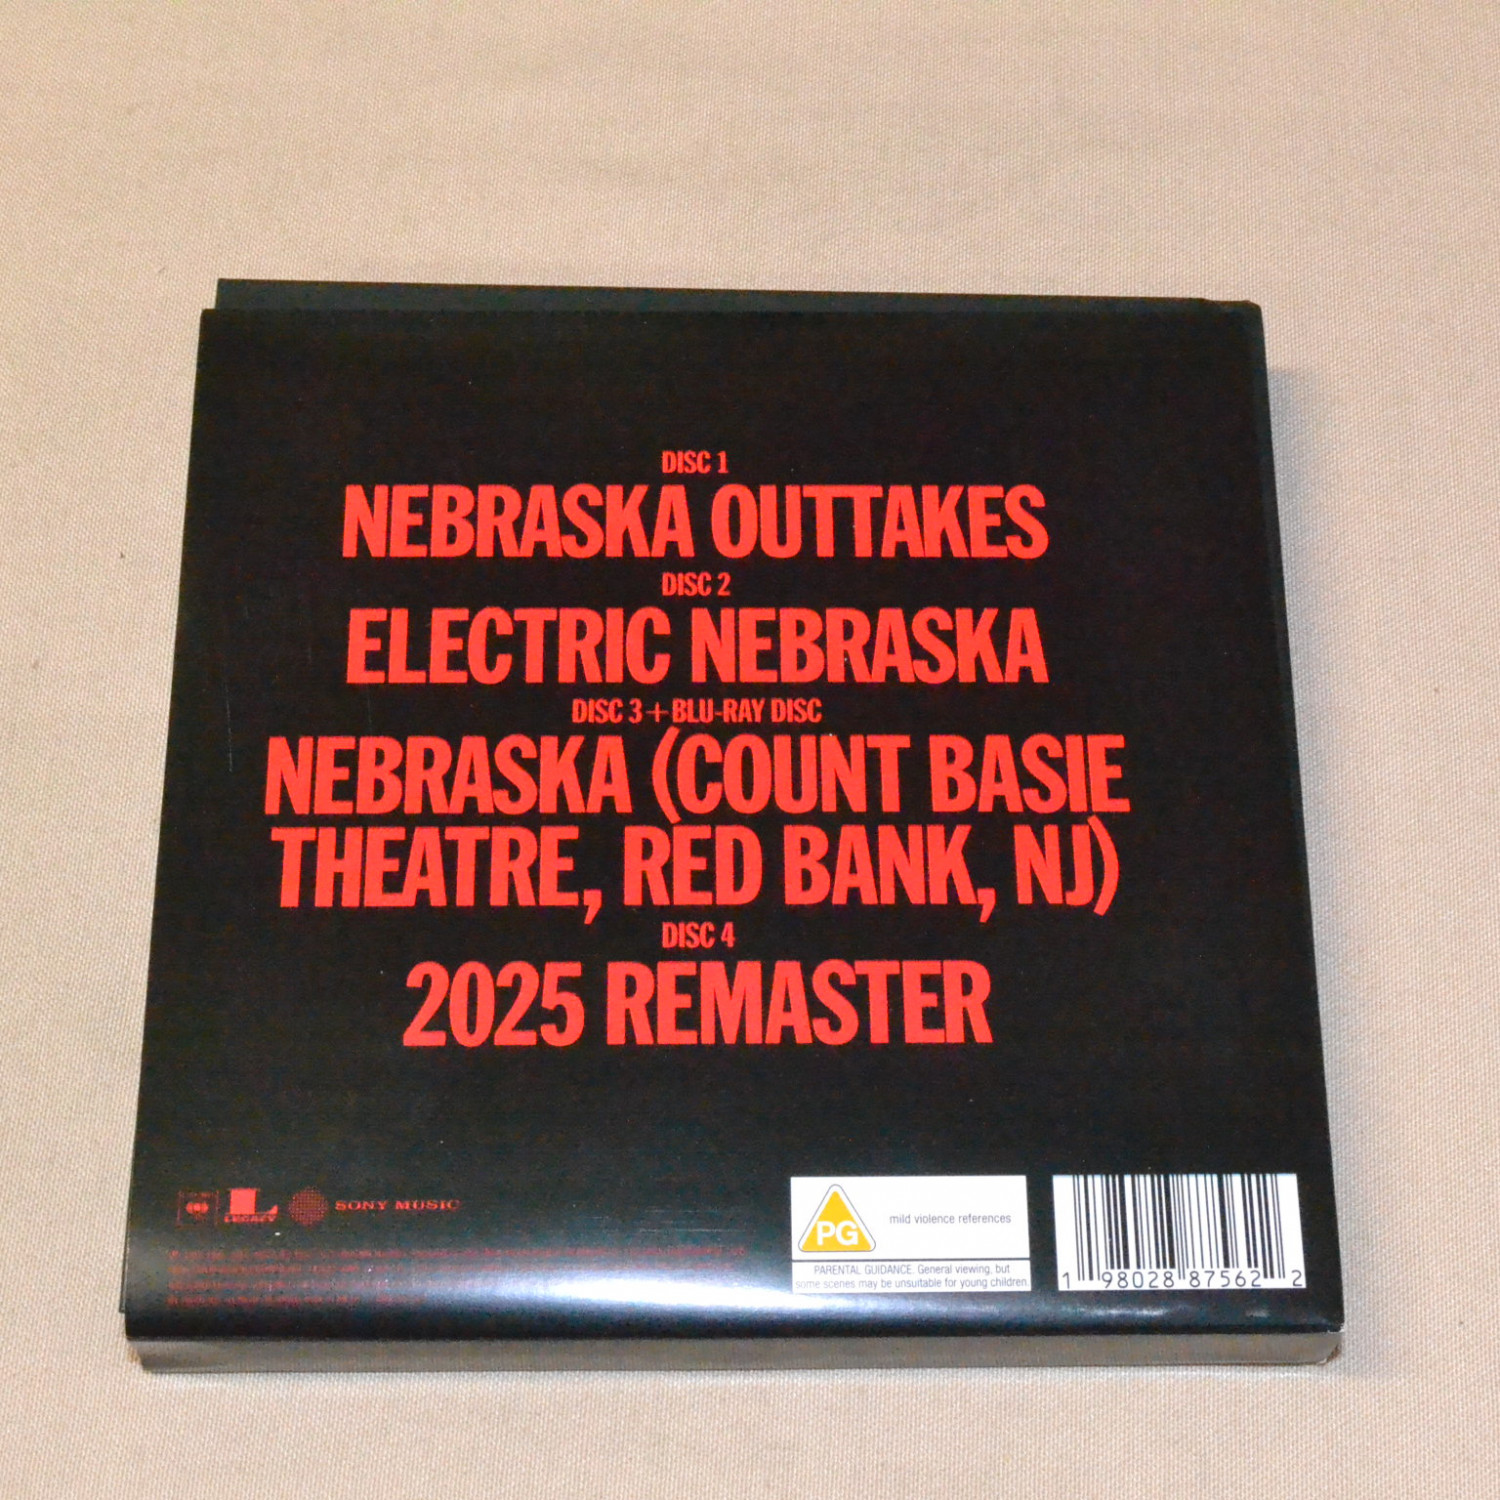 DISC 1
NEBRASKA OUTTAKES
DISC 2
ELECTRIC NEBRASKA
DISC 3+BLU-RAY DISC
NEBRASKA (COUNT BASIE
THEATRE, RED BANK, NJ)
DISC 4
2025 REMASTER
LEGACY
SONY MUSIC
PG
mild violence references
PARENTAL GUIDANCE. General viewing, but
some scenes may be unsuitable for young children.
1 98028 87562 2